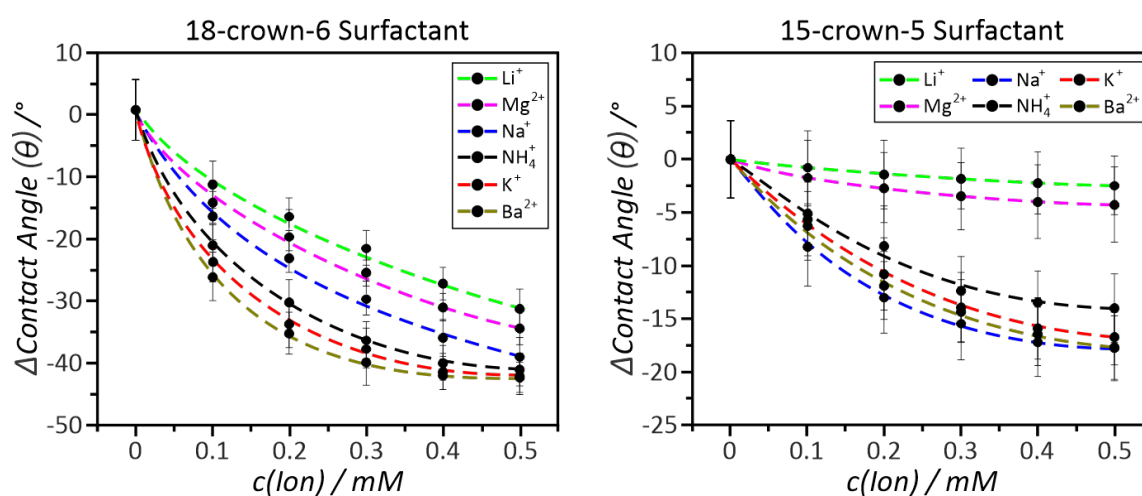 18-crown-6 Surfactant
ΔContact Angle (θ) /°
10
0
-10
-20
-30
-40
-50
Li⁺
Mg²⁺
Na⁺
NH₄⁺
K⁺
Ba²⁺
0 0.1 0.2 0.3 0.4 0.5
c(Ion) / mM
15-crown-5 Surfactant
ΔContact Angle (θ) /°
10
5
0
-5
-10
-15
-20
-25
Li⁺ Na⁺ K⁺
Mg²⁺ NH₄⁺ Ba²⁺
0 0.1 0.2 0.3 0.4 0.5
c(Ion) / mM